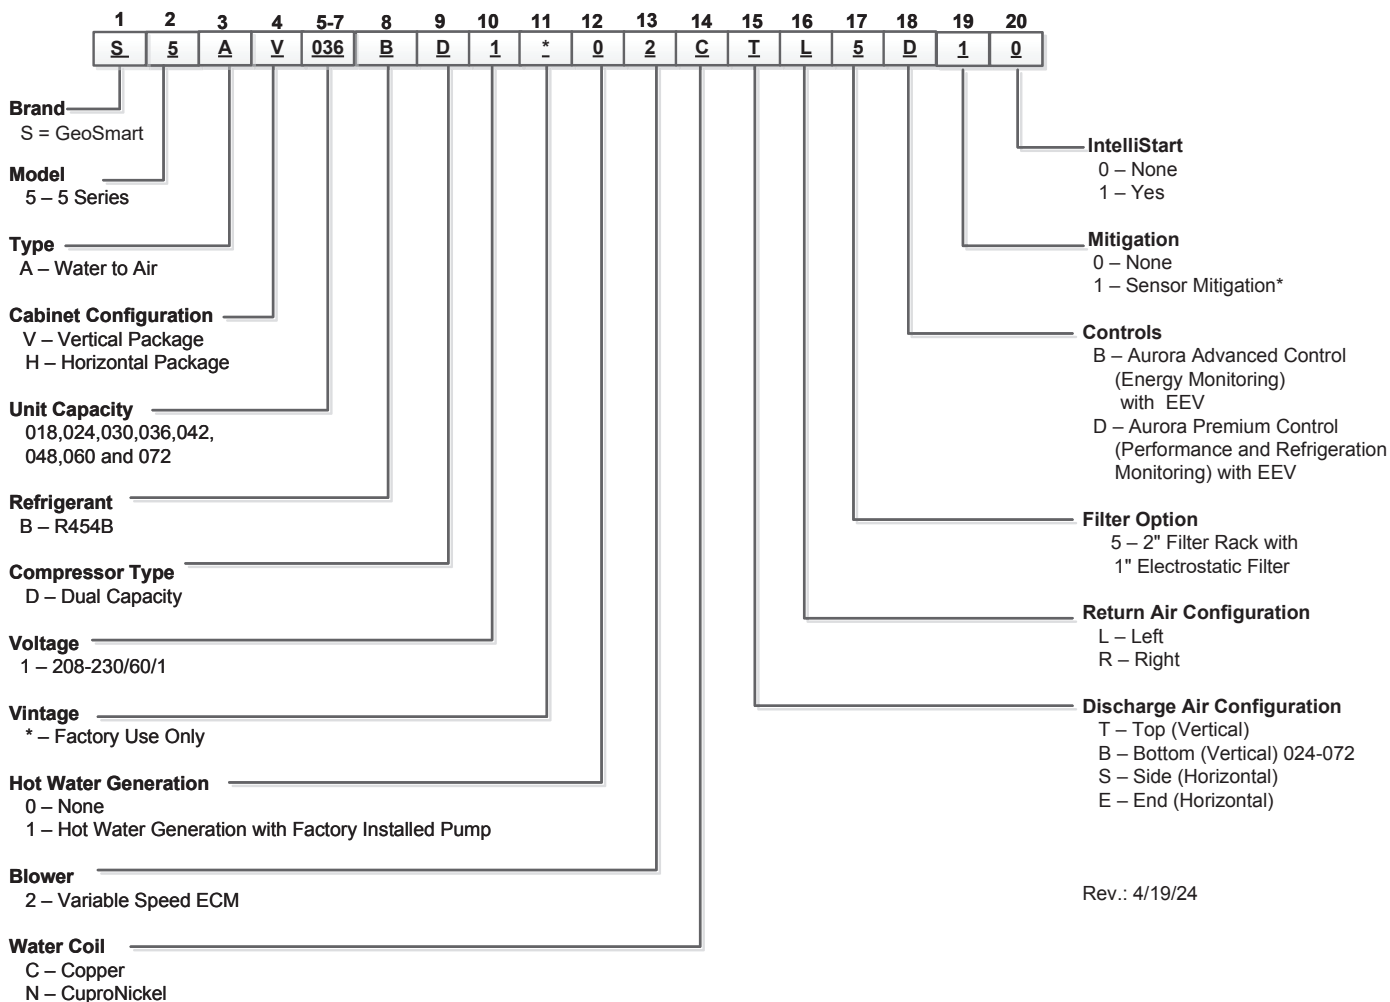 1 2 3 4 5-7 8 9 10 11 12 13 14 15 16 17 18 19 20
S 5 A V 036 B D 1 * 0 2 C T L 5 D 1 0
Brand
S = GeoSmart
Model
5 – 5 Series
Type
A – Water to Air
Cabinet Configuration
V – Vertical Package
H – Horizontal Package
Unit Capacity
018,024,030,036,042,
048,060 and 072
Refrigerant
B – R454B
Compressor Type
D – Dual Capacity
Voltage
1 – 208-230/60/1
Vintage
* – Factory Use Only
Hot Water Generation
0 – None
1 – Hot Water Generation with Factory Installed Pump
Blower
2 – Variable Speed ECM
Water Coil
C – Copper
N – CuproNickel
IntelliStart
0 – None
1 – Yes
Mitigation
0 – None
1 – Sensor Mitigation*
Controls
B – Aurora Advanced Control
(Energy Monitoring)
with EEV
D – Aurora Premium Control
(Performance and Refrigeration
Monitoring) with EEV
Filter Option
5 – 2" Filter Rack with
1" Electrostatic Filter
Return Air Configuration
L – Left
R – Right
Discharge Air Configuration
T – Top (Vertical)
B – Bottom (Vertical) 024-072
S – Side (Horizontal)
E – End (Horizontal)
Rev.: 4/19/24